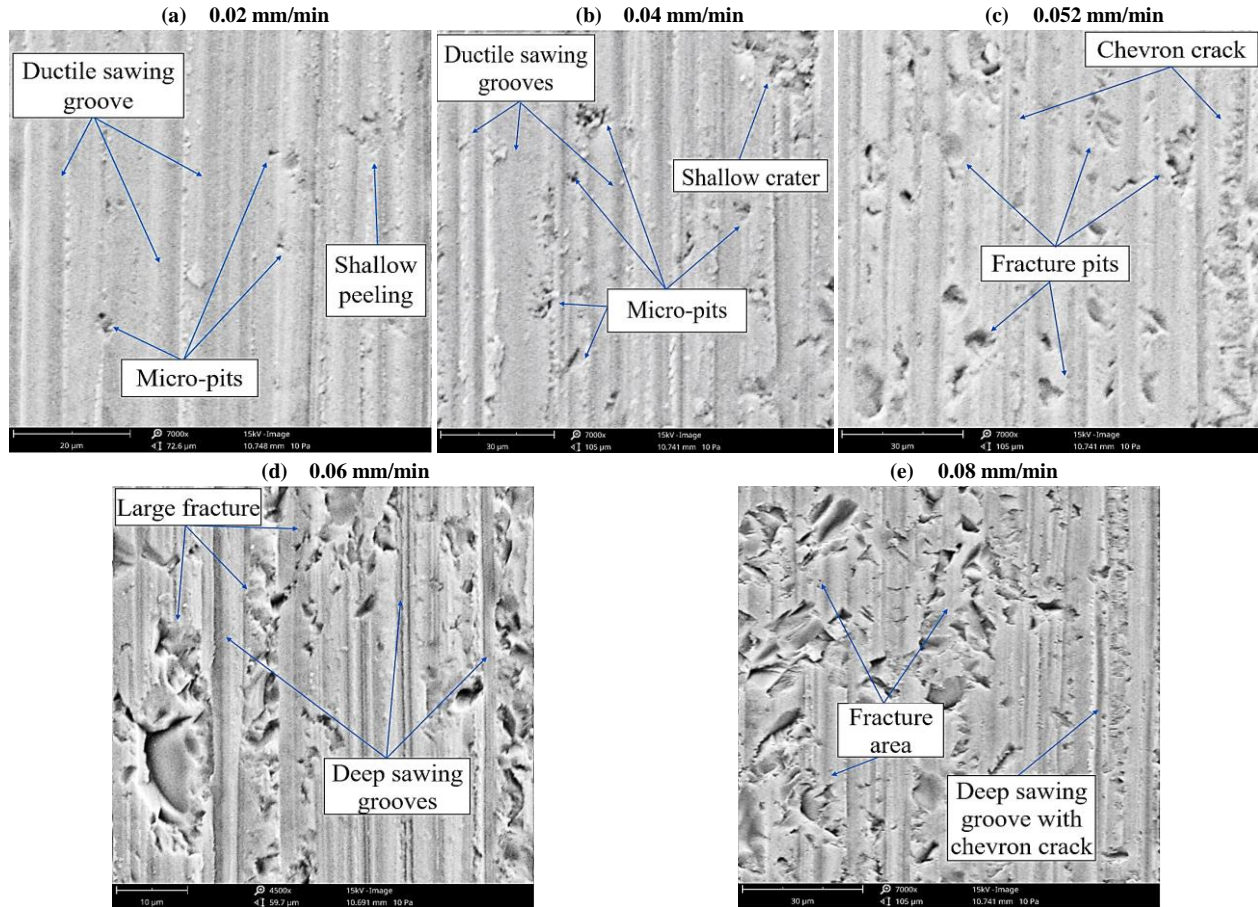 (a) 0.02 mm/min
(b) 0.04 mm/min
(c) 0.052 mm/min
Ductile sawing
groove
Shallow
peeling
Micro-pits
20 µm
7000x
15kV - Image
72.6 µm
10.748 mm 10 Pa
Ductile sawing
grooves
Shallow crater
Micro-pits
30 µm
7000x
15kV - Image
105 µm
10.741 mm 10 Pa
Chevron crack
Fracture pits
30 µm
7000x
15kV - Image
105 µm
10.741 mm 10 Pa
(d) 0.06 mm/min
(e) 0.08 mm/min
Large fracture
Deep sawing
grooves
10 µm
4500x
15kV - Image
59.7 µm
10.691 mm 10 Pa
Fracture
area
Deep sawing
groove with
chevron crack
30 µm
7000x
15kV - Image
105 µm
10.741 mm 10 Pa